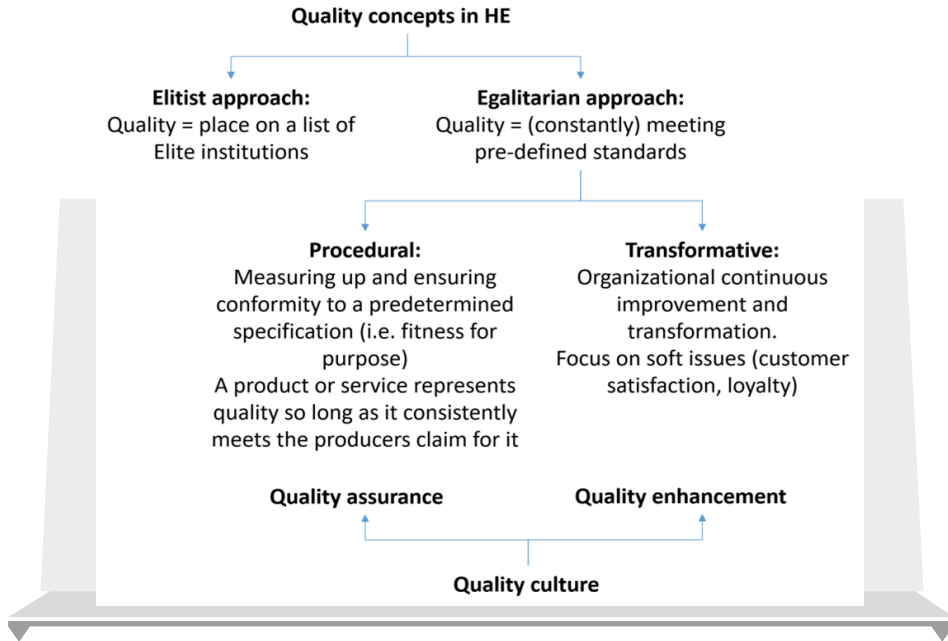 Quality concepts in HE
Elitist approach:
Quality = place on a list of
Elite institutions
Egalitarian approach:
Quality = (constantly) meeting
pre-defined standards
Procedural:
Measuring up and ensuring
conformity to a predetermined
specification (i.e. fitness for
purpose)
A product or service represents
quality so long as it consistently
meets the producers claim for it
Transformative:
Organizational continuous
improvement and
transformation.
Focus on soft issues (customer
satisfaction, loyalty)
Quality assurance
Quality enhancement
Quality culture